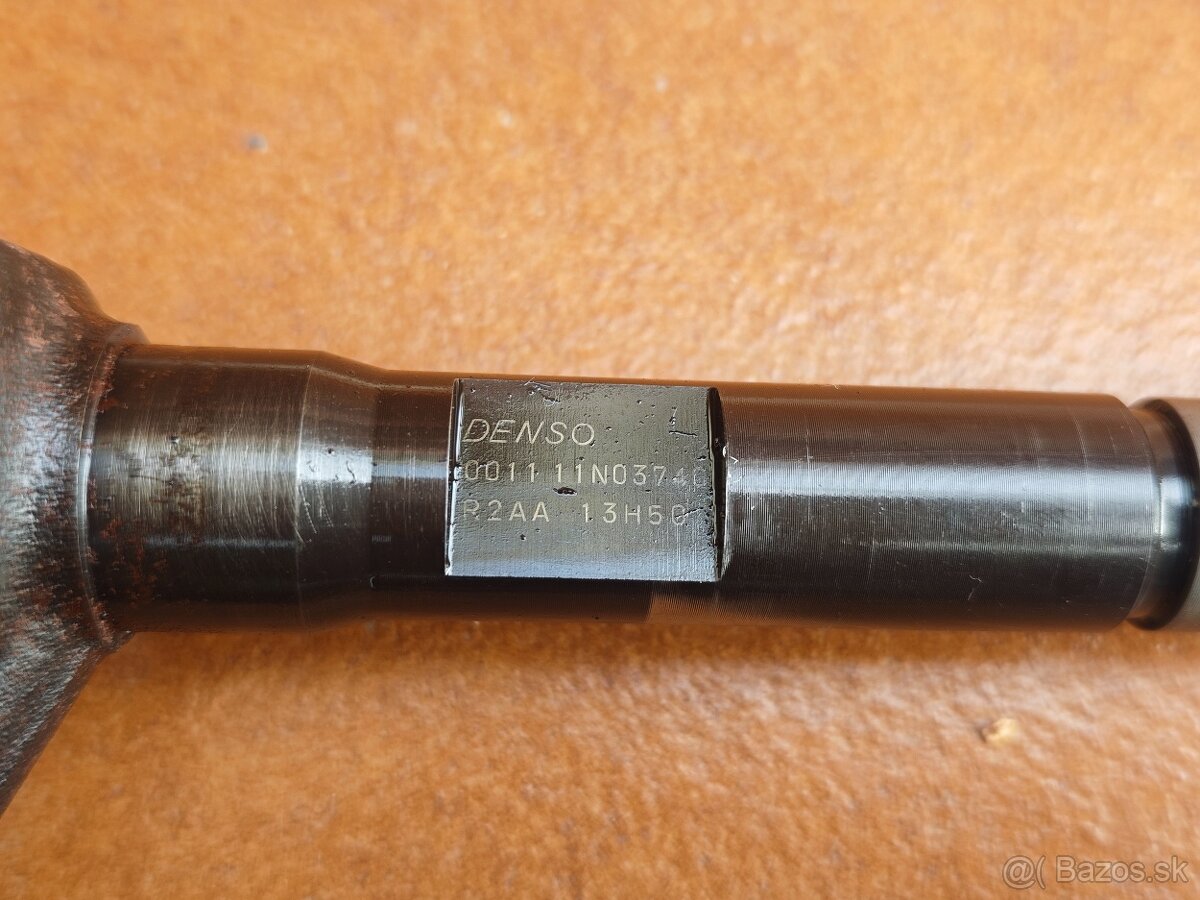 DENSO
0011 11N0374
R2AA 13H50
@( Bazos.sk